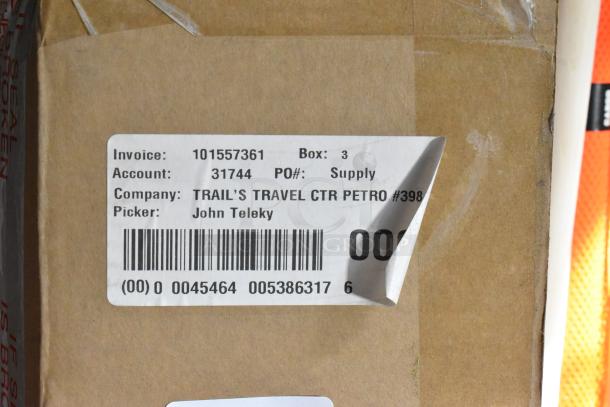 Invoice: 101557361 Box: 3
Account: 31744 PO#: Supply
Company: TRAIL'S TRAVEL CTR PETRO #398
Picker: John Teleky
(00) 0 0045464 005386317 6